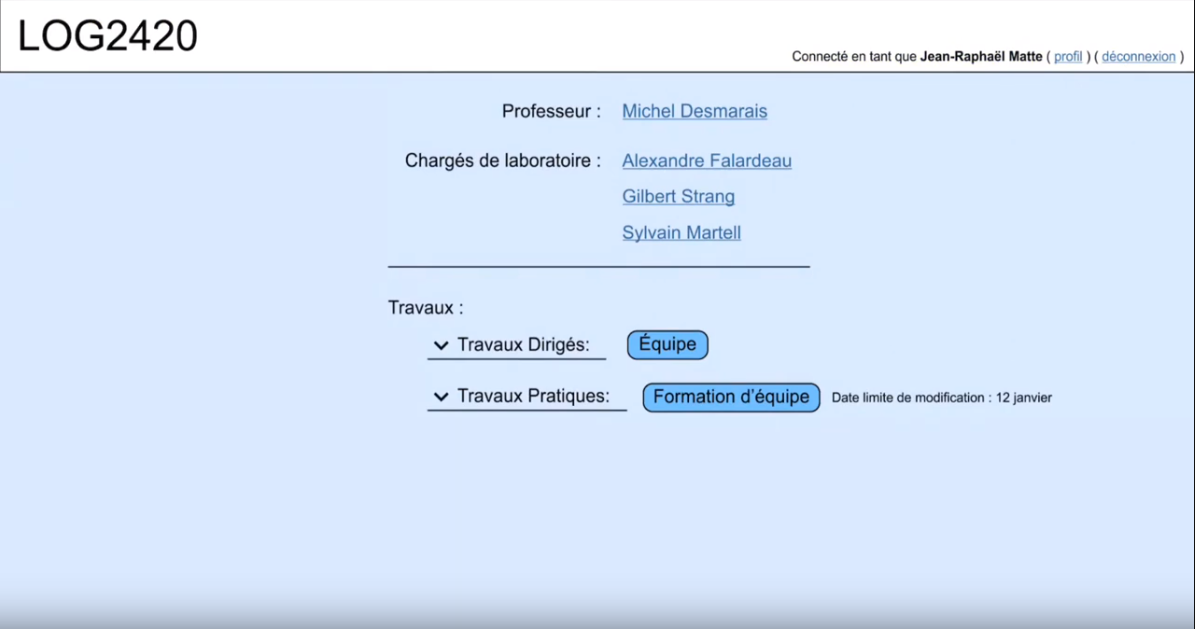 LOG2420
Connecté en tant que Jean-Raphaël Matte ( profil ) ( déconnexion )
Professeur : Michel Desmarais
Chargés de laboratoire : Alexandre Falardeau
Gilbert Strang
Sylvain Martell
Travaux :
Travaux Dirigés: Équipe
Travaux Pratiques: Formation d'équipe Date limite de modification : 12 janvier